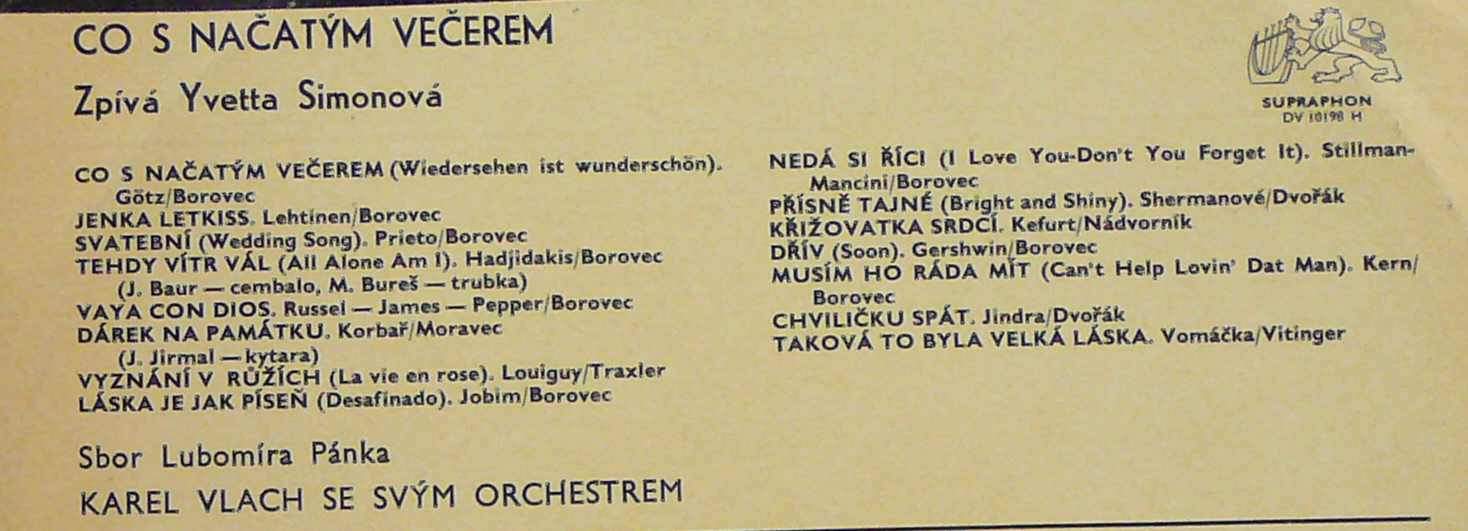 CO S NAČATÝM VEČEREM
Zpívá Yvetta Simonová
CO S NAČATÝM VEČEREM (Wiedersehen ist wunderschön).
Götz/Borovec
JENKA LETKISS. Lehtinen/Borovec
SVATEBNÍ (Wedding Song). Prieto/Borovec
TEHDY VÍTR VÁL (All Alone Am I). Hadjidakis/Borovec
(J. Baur — cembalo, M. Bureš — trubka)
VAYA CON DIOS. Russel — James — Pepper/Borovec
DÁREK NA PAMÁTKU. Korbař/Moravec
(J. Jirmal — kytara)
VYZNÁNÍ V RŮŽÍCH (La vie en rose). Louiguy/Traxler
LÁSKA JE JAK PÍSEŇ (Desafinado). Jobim/Borovec
Sbor Lubomíra Pánka
KAREL VLACH SE SVÝM ORCHESTREM
SUPRAPHON
DV 10198 H
NEDÁ SI ŘÍCI (I Love You-Don't You Forget It). Stillman-
Mancini/Borovec
PŘÍSNĚ TAJNÉ (Bright and Shiny). Shermanové/Dvořák
KŘIŽOVATKA SRDCÍ. Kefurt/Nádvorník
DŘÍV (Soon). Gershwin/Borovec
MUSÍM HO RÁDA MÍT (Can't Help Lovin' Dat Man). Kern/
Borovec
CHVILIČKU SPÁT. Jindra/Dvořák
TAKOVÁ TO BYLA VELKÁ LÁSKA. Vomáčka/Vitinger